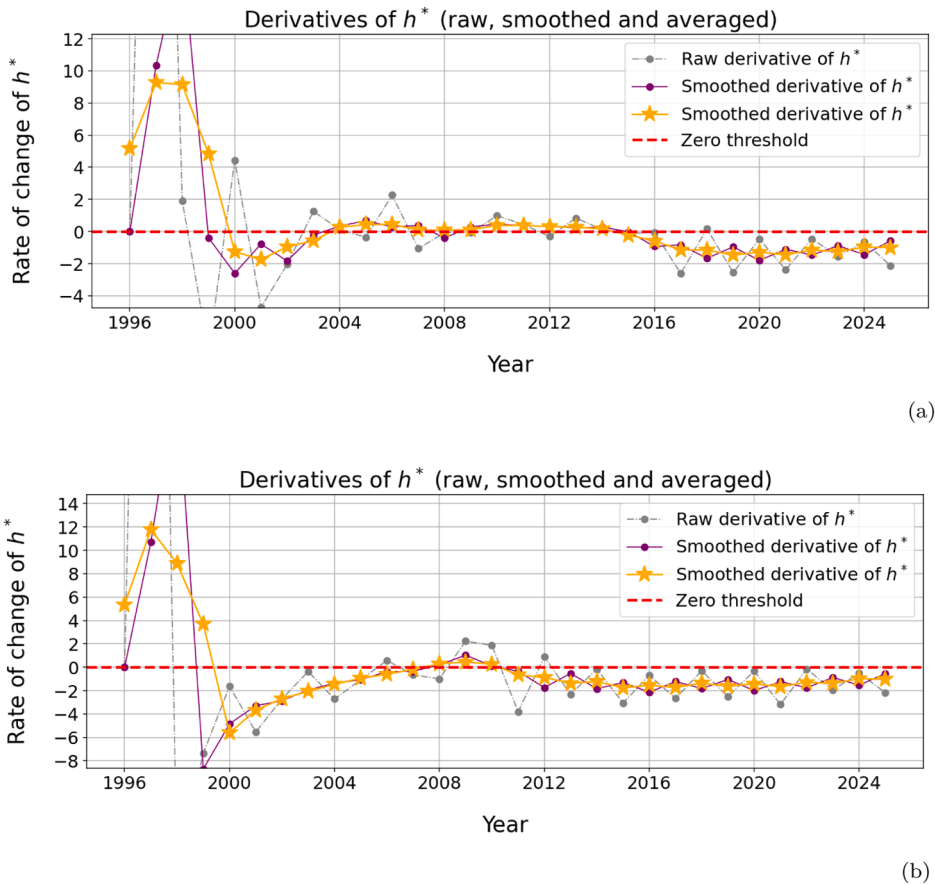 Derivatives of h* (raw, smoothed and averaged)
12
10
8
6
4
2
0
−2
−4
Rate of change of h*
Raw derivative of h*
Smoothed derivative of h*
Smoothed derivative of h*
Zero threshold
1996 2000 2004 2008 2012 2016 2020 2024
Year
(a)
Derivatives of h* (raw, smoothed and averaged)
14
12
10
8
6
4
2
0
−2
−4
−6
−8
Rate of change of h*
Raw derivative of h*
Smoothed derivative of h*
Smoothed derivative of h*
Zero threshold
1996 2000 2004 2008 2012 2016 2020 2024
Year
(b)